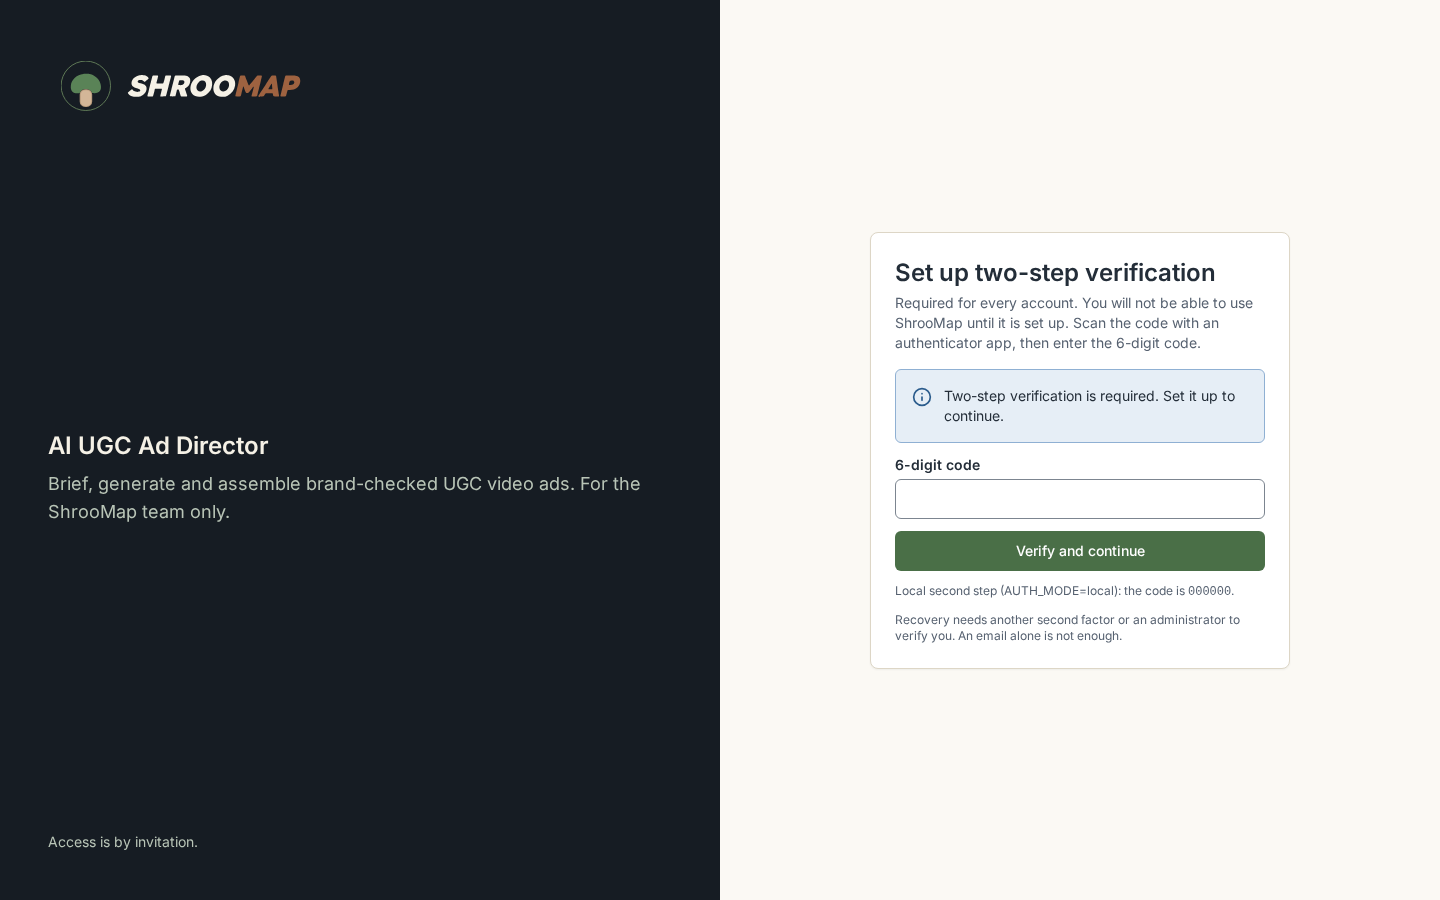 SHROOMAP
AI UGC Ad Director
Brief, generate and assemble brand-checked UGC video ads. For the
ShrooMap team only.
Access is by invitation.
Set up two-step verification
Required for every account. You will not be able to use
ShrooMap until it is set up. Scan the code with an
authenticator app, then enter the 6-digit code.
Two-step verification is required. Set it up to
continue.
6-digit code
Verify and continue
Local second step (AUTH_MODE=local): the code is 000000.
Recovery needs another second factor or an administrator to
verify you. An email alone is not enough.